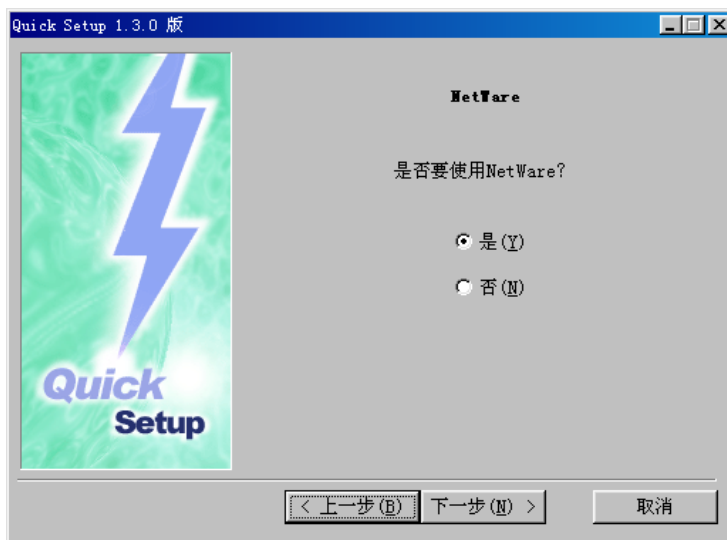 Quick Setup 1.3.0 版
NetWare
是否要使用NetWare?
是(Y)
否(N)
Quick
Setup
< 上一步(B)
下一步(N) >
取消